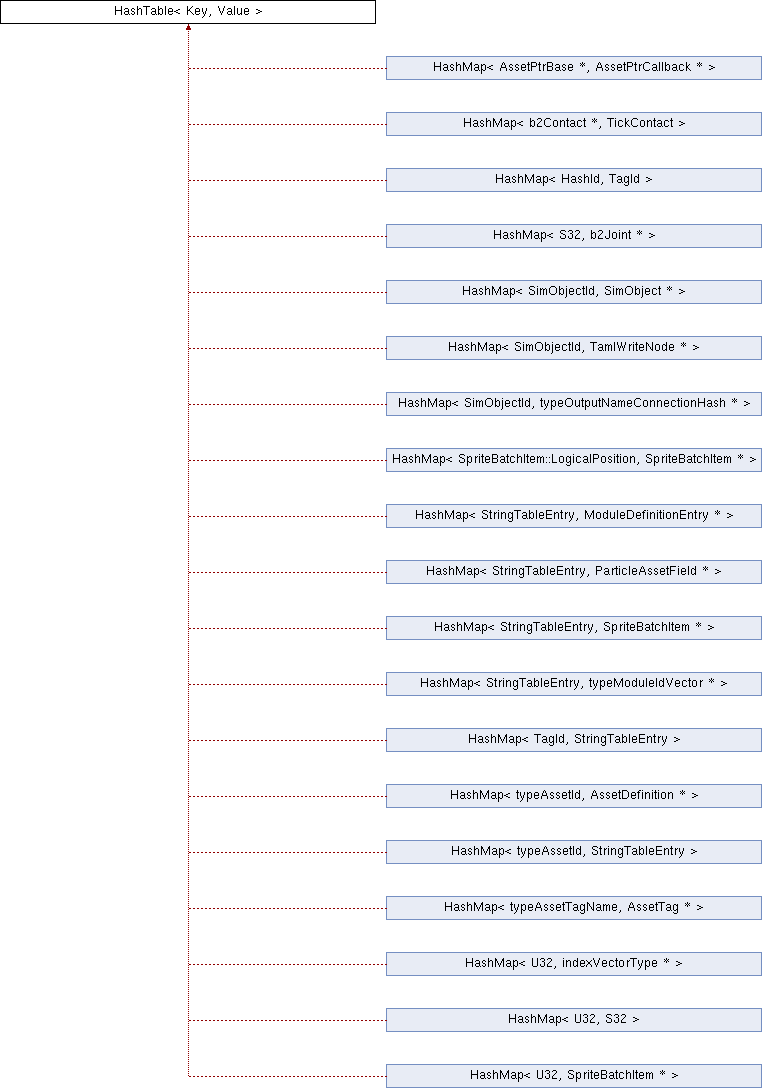 HashTable< Key, Value >
HashMap< AssetPtrBase *, AssetPtrCallback * >
HashMap< b2Contact *, TickContact >
HashMap< HashId, TagId >
HashMap< S32, b2Joint * >
HashMap< SimObjectId, SimObject * >
HashMap< SimObjectId, TamlWriteNode * >
HashMap< SimObjectId, typeOutputNameConnectionHash * >
HashMap< SpriteBatchItem::LogicalPosition, SpriteBatchItem * >
HashMap< StringTableEntry, ModuleDefinitionEntry * >
HashMap< StringTableEntry, ParticleAssetField * >
HashMap< StringTableEntry, SpriteBatchItem * >
HashMap< StringTableEntry, typeModuleIdVector * >
HashMap< TagId, StringTableEntry >
HashMap< typeAssetId, AssetDefinition * >
HashMap< typeAssetId, StringTableEntry >
HashMap< typeAssetTagName, AssetTag * >
HashMap< U32, indexVectorType * >
HashMap< U32, S32 >
HashMap< U32, SpriteBatchItem * >